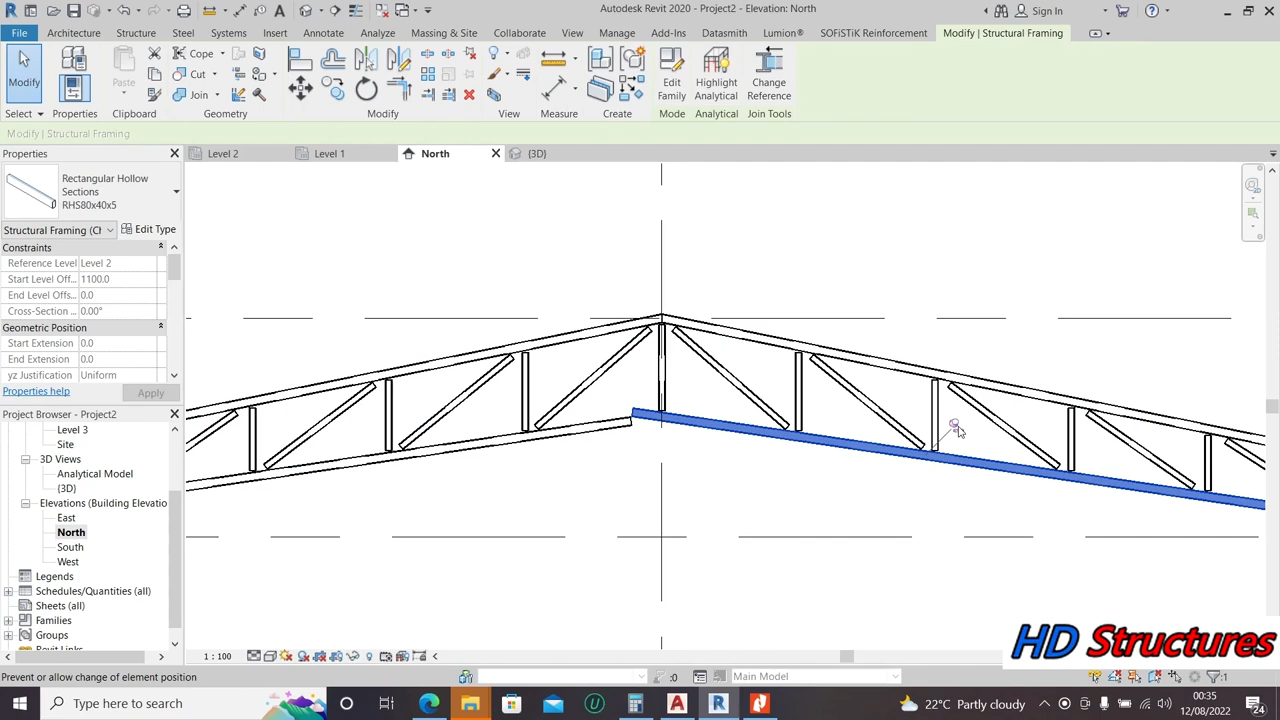 Autodesk Revit 2020 - Project2 - Elevation: North
Sign In
File Architecture Structure Steel Systems Insert Annotate Analyze Massing & Site Collaborate View Manage Add-Ins Datasmith Lumion® SOFiSTiK Reinforcement Modify | Structural Framing
Modify
Paste
Cope
Cut
Join
Edit
Family
Highlight
Analytical
Change
Reference
Select Properties Clipboard Geometry Modify View Measure Create Mode Analytical Join Tools
Modify | Structural Framing
Properties
Level 2 Level 1 North {3D}
Rectangular Hollow
Sections
RHS80x40x5
Structural Framing (Ch Edit Type
Constraints
Reference Level Level 2
Start Level Off... 1100.0
End Level Offs... 0.0
Cross-Section ... 0.00°
Geometric Position
Start Extension 0.0
End Extension 0.0
yz Justification Uniform
Properties help Apply
Project Browser - Project2
Level 3
Site
3D Views
Analytical Model
{3D}
Elevations (Building Elevatio
East
North
South
West
Legends
Schedules/Quantities (all)
Sheets (all)
Families
Groups
Revit Links
1 : 100
HD Structures
Present or allow change of element position :0 Main Model :1
Type here to search 22°C Partly cloudy 00:35
12/08/2022
24